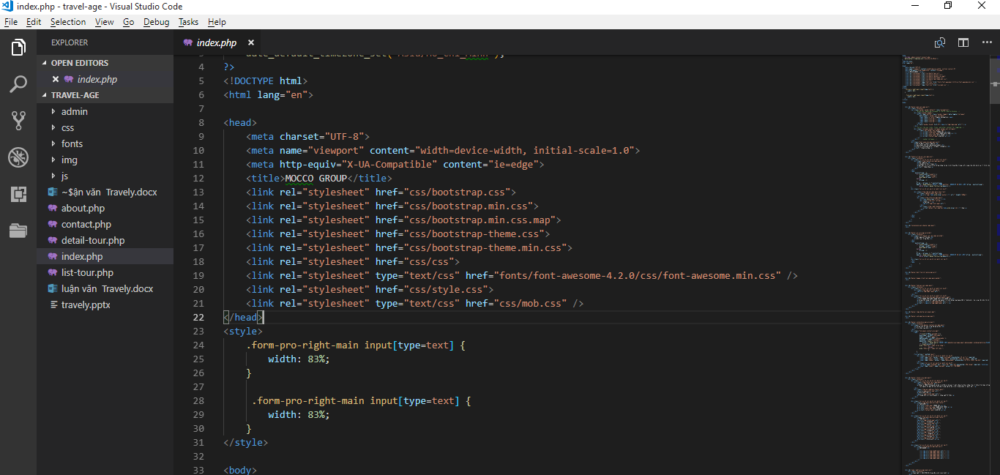 index.php - travel-age - Visual Studio Code
File Edit Selection View Go Debug Tasks Help
EXPLORER
OPEN EDITORS
index.php
TRAVEL-AGE
admin
css
fonts
img
js
~$ận văn  Travely.docx
about.php
contact.php
detail-tour.php
index.php
list-tour.php
luận văn  Travely.docx
travely.pptx
index.php
4 ?>
5 <!DOCTYPE html>
6 <html lang="en">
7
8 <head>
9     <meta charset="UTF-8">
10     <meta name="viewport" content="width=device-width, initial-scale=1.0">
11     <meta http-equiv="X-UA-Compatible" content="ie=edge">
12     <title>MOCCO GROUP</title>
13     <link rel="stylesheet" href="css/bootstrap.css">
14     <link rel="stylesheet" href="css/bootstrap.min.css">
15     <link rel="stylesheet" href="css/bootstrap.min.css.map">
16     <link rel="stylesheet" href="css/bootstrap-theme.css">
17     <link rel="stylesheet" href="css/bootstrap-theme.min.css">
18     <link rel="stylesheet" href="css/css">
19     <link rel="stylesheet" type="text/css" href="fonts/font-awesome-4.2.0/css/font-awesome.min.css" />
20     <link rel="stylesheet" href="css/style.css">
21     <link rel="stylesheet" type="text/css" href="css/mob.css" />
22 </head>
23 <style>
24     .form-pro-right-main input[type=text] {
25         width: 83%;
26     }
27
28      .form-pro-right-main input[type=text] {
29         width: 83%;
30     }
31 </style>
32
33 <body>